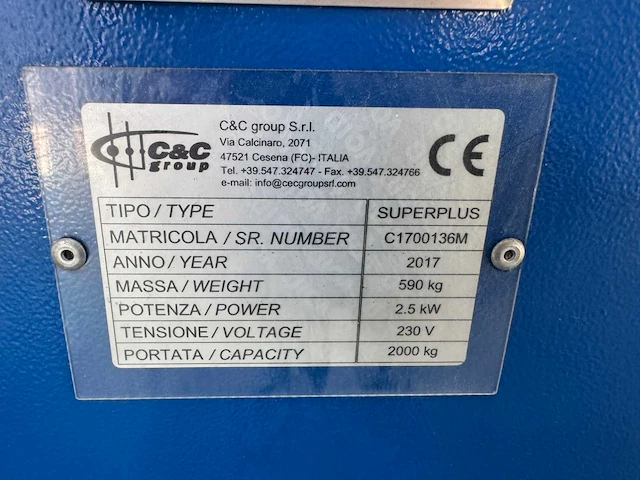 C&C group
C&C group S.r.l.
Via Calcinaro, 2071
47521 Cesena (FC)- ITALIA
Tel. +39.547.324747 - Fax. +39.547.324766
e-mail: info@cecgroupsrl.com
CE
TIPO / TYPE SUPERPLUS
MATRICOLA / SR. NUMBER C1700136M
ANNO / YEAR 2017
MASSA / WEIGHT 590 kg
POTENZA / POWER 2.5 kW
TENSIONE / VOLTAGE 230 V
PORTATA / CAPACITY 2000 kg